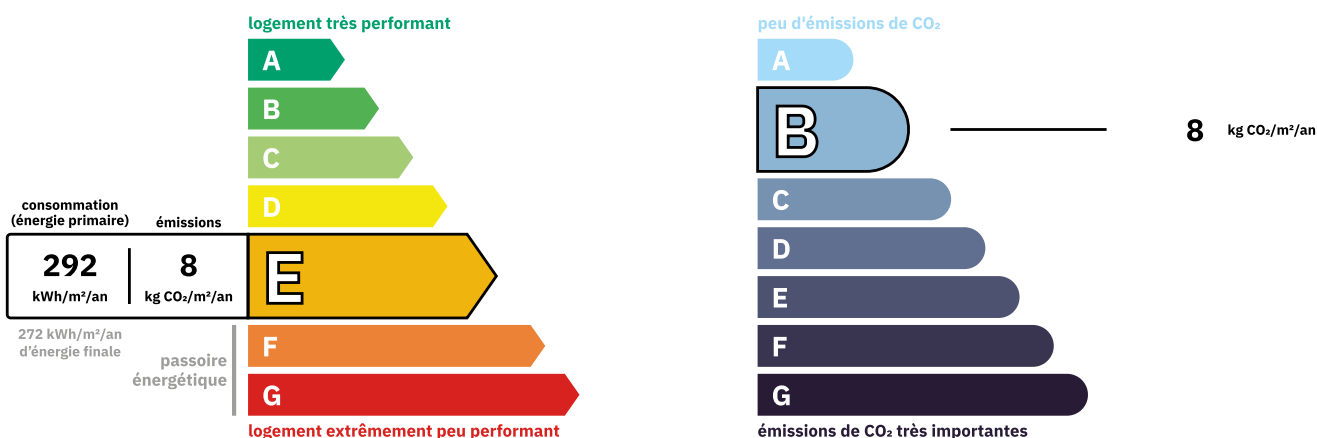 logement très performant
A
B
C
D
consommation
(énergie primaire)
émissions
292
kWh/m²/an
8
kg CO₂/m²/an
E
272 kWh/m²/an
d'énergie finale
passoire
énergétique
F
G
logement extrêmement peu performant
peu d'émissions de CO₂
A
B
8 kg CO₂/m²/an
C
D
E
F
G
émissions de CO₂ très importantes